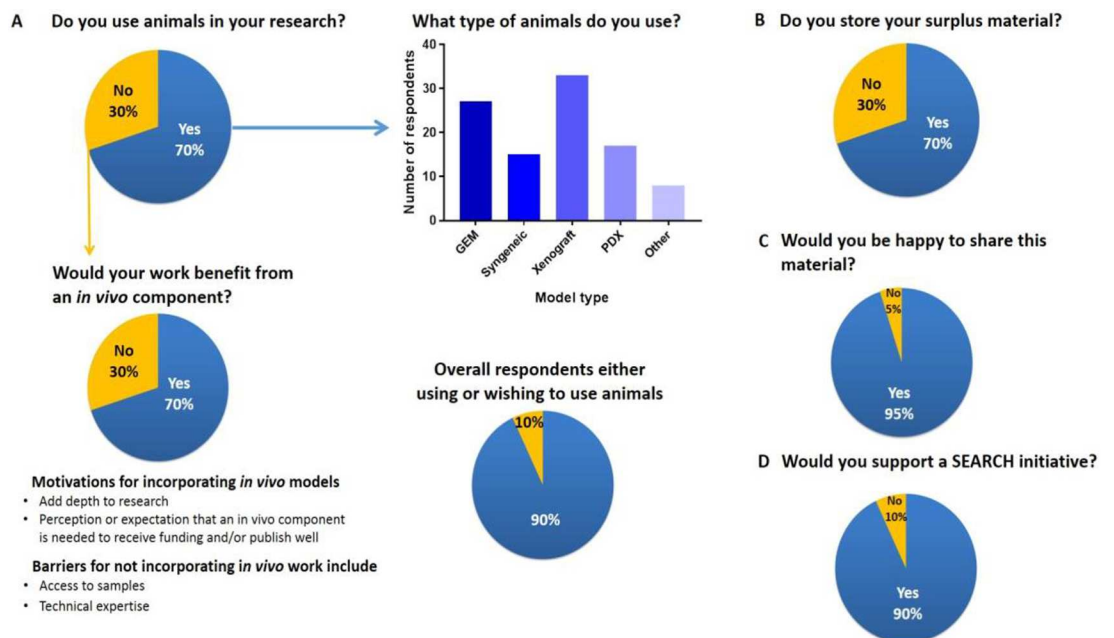 A
Do you use animals in your research?
No
30%
Yes
70%
What type of animals do you use?
Number of respondents
40
30
20
10
0
GEM
Syngeneic
Xenograft
PDX
Other
Model type
Would your work benefit from
an in vivo component?
No
30%
Yes
70%
Motivations for incorporating in vivo models
• Add depth to research
• Perception or expectation that an in vivo component
is needed to receive funding and/or publish well
Barriers for not incorporating in vivo work include
• Access to samples
• Technical expertise
Overall respondents either
using or wishing to use animals
10%
90%
B
Do you store your surplus material?
No
30%
Yes
70%
C
Would you be happy to share this
material?
No
5%
Yes
95%
D
Would you support a SEARCH initiative?
No
10%
Yes
90%